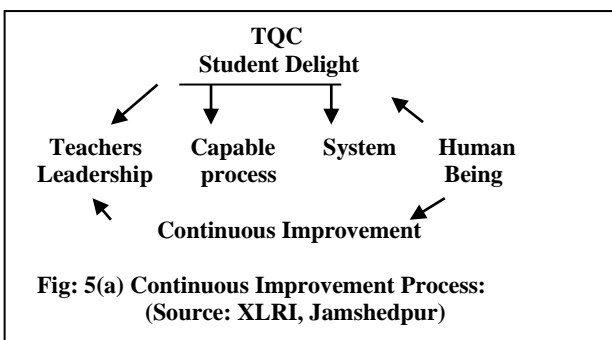 TQC
Student Delight
Teachers Capable System Human
Leadership process Being
Continuous Improvement
Fig: 5(a) Continuous Improvement Process:
(Source: XLRI, Jamshedpur)